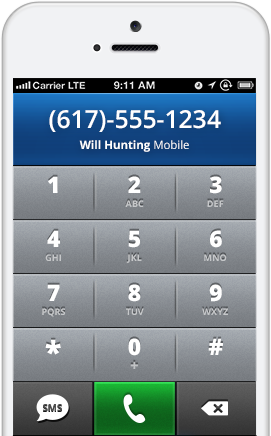 Carrier LTE 9:11 AM
(617)-555-1234
Will Hunting Mobile
1 2 3
ABC DEF
4 5 6
GHI JKL MNO
7 8 9
PQRS TUV WXYZ
* 0 #
+
SMS